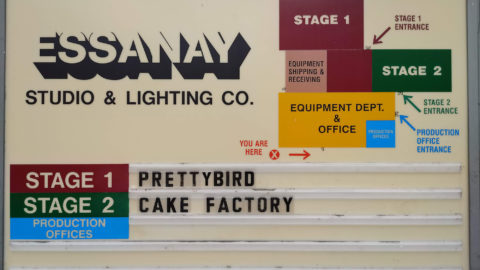 ESSANAY
STUDIO & LIGHTING CO.
STAGE 1
STAGE 1
ENTRANCE
EQUIPMENT
SHIPPING &
RECEIVING
STAGE 2
STAGE 2
ENTRANCE
EQUIPMENT DEPT.
&
OFFICE
PRODUCTION
OFFICES
PRODUCTION
OFFICE
ENTRANCE
YOU ARE
HERE
X
STAGE 1 PRETTYBIRD
STAGE 2 CAKE FACTORY
PRODUCTION
OFFICES